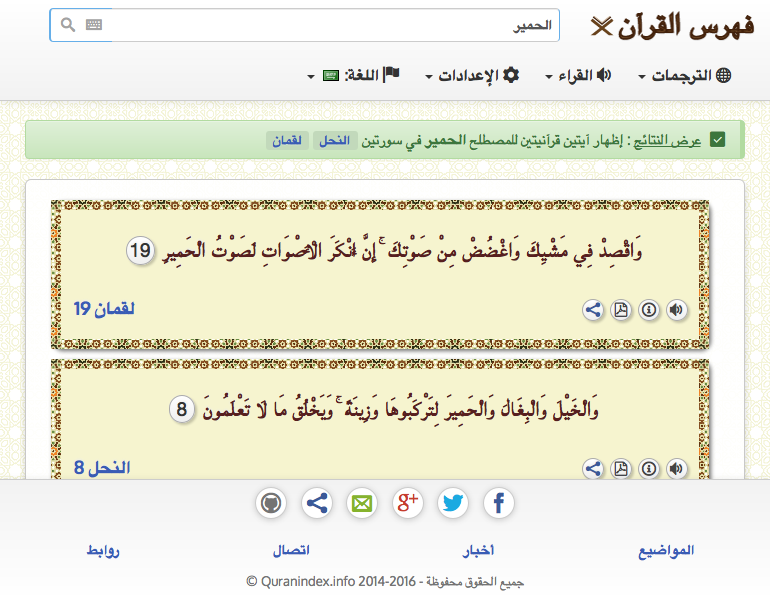 فهرس القرآن
الحمير
الترجمات
القراء
الإعدادات
اللغة:
عرض النتائج : إظهار آيتين قرآنيتين للمصطلح الحمير في سورتين النحل لقمان
وَاقْصِدْ فِي مَشْيِكَ وَاغْضُضْ مِنْ صَوْتِكَ ۚ إِنَّ أَنْكَرَ الْأَصْوَاتِ لَصَوْتُ الْحَمِيرِ 19
لقمان 19
وَالْخَيْلَ وَالْبِغَالَ وَالْحَمِيرَ لِتَرْكَبُوهَا وَزِينَةً ۚ وَيَخْلُقُ مَا لَا تَعْلَمُونَ 8
النحل 8
المواضيع
أخبار
اتصال
روابط
جميع الحقوق محفوظة - Quranindex.info 2014-2016 ©